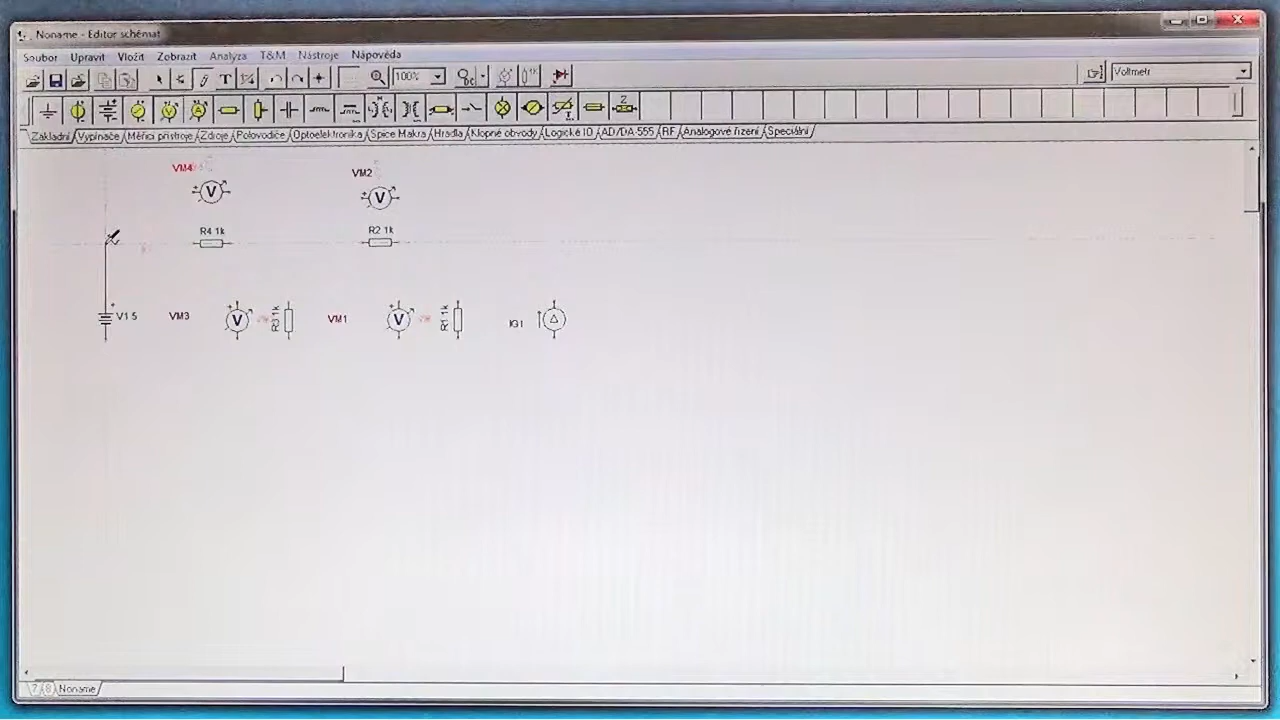 Noname - Editor schémat
Soubor Upravit Vložit Zobrazit Analýza T&M Nástroje Nápověda
100% Voltmetr
Základní Vypínače Měřicí přístroje Zdroje Polovodiče Optoelektronika Spice Makra Hradla Klopné obvody Logické IO AD/DA-555 RF Analogové řízení Speciální
VM4 VM2
V V
R4 1k R2 1k
V1 5 VM3 V R3 1k VM1 V R1 1k IG1
Noname